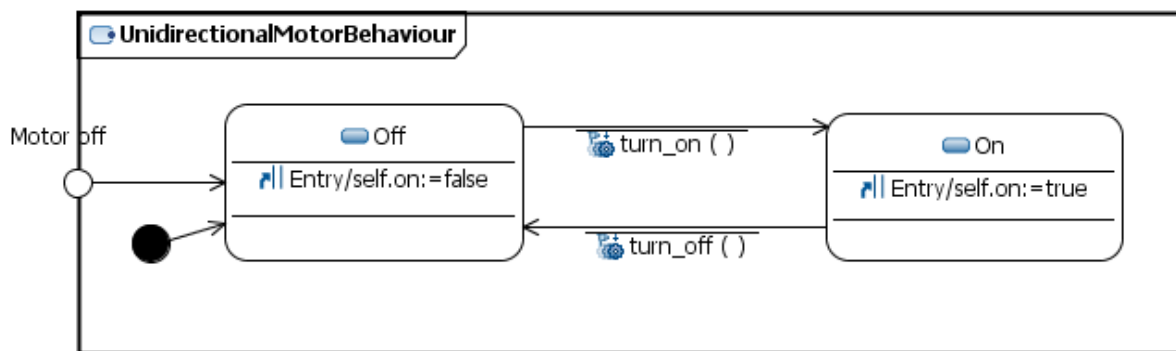 UnidirectionalMotorBehaviour
Motor off
Off
Entry/self.on:=false
turn_on ( )
On
Entry/self.on:=true
turn_off ( )